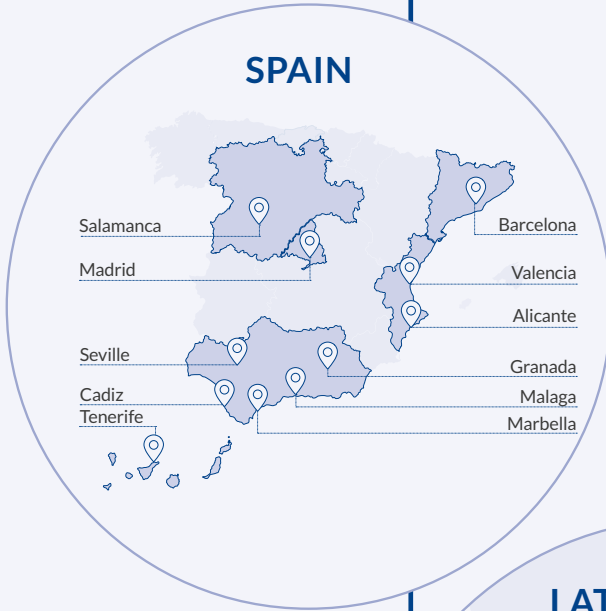 SPAIN
Salamanca
Madrid
Seville
Cadiz
Tenerife
Barcelona
Valencia
Alicante
Granada
Malaga
Marbella
LAT